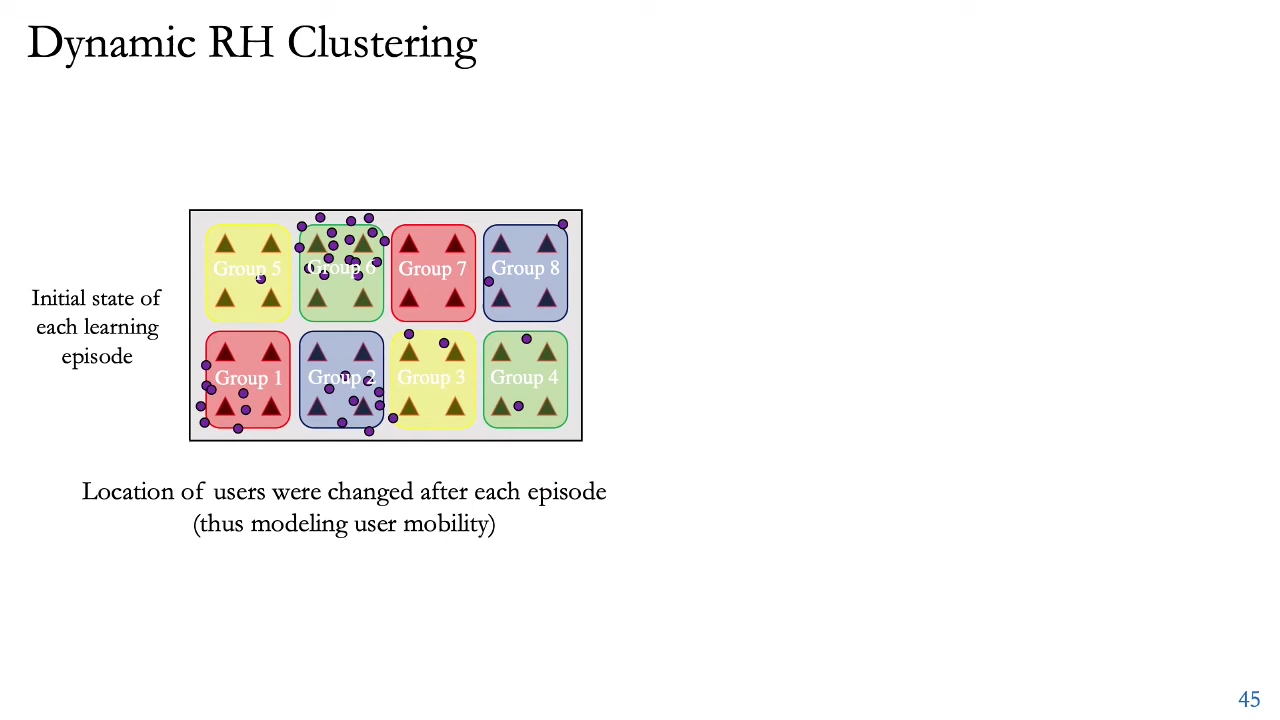 Dynamic RH Clustering
Group 5
Group 6
Group 7
Group 8
Initial state of
each learning
episode
Group 1
Group 2
Group 3
Group 4
Location of users were changed after each episode
(thus modeling user mobility)
45